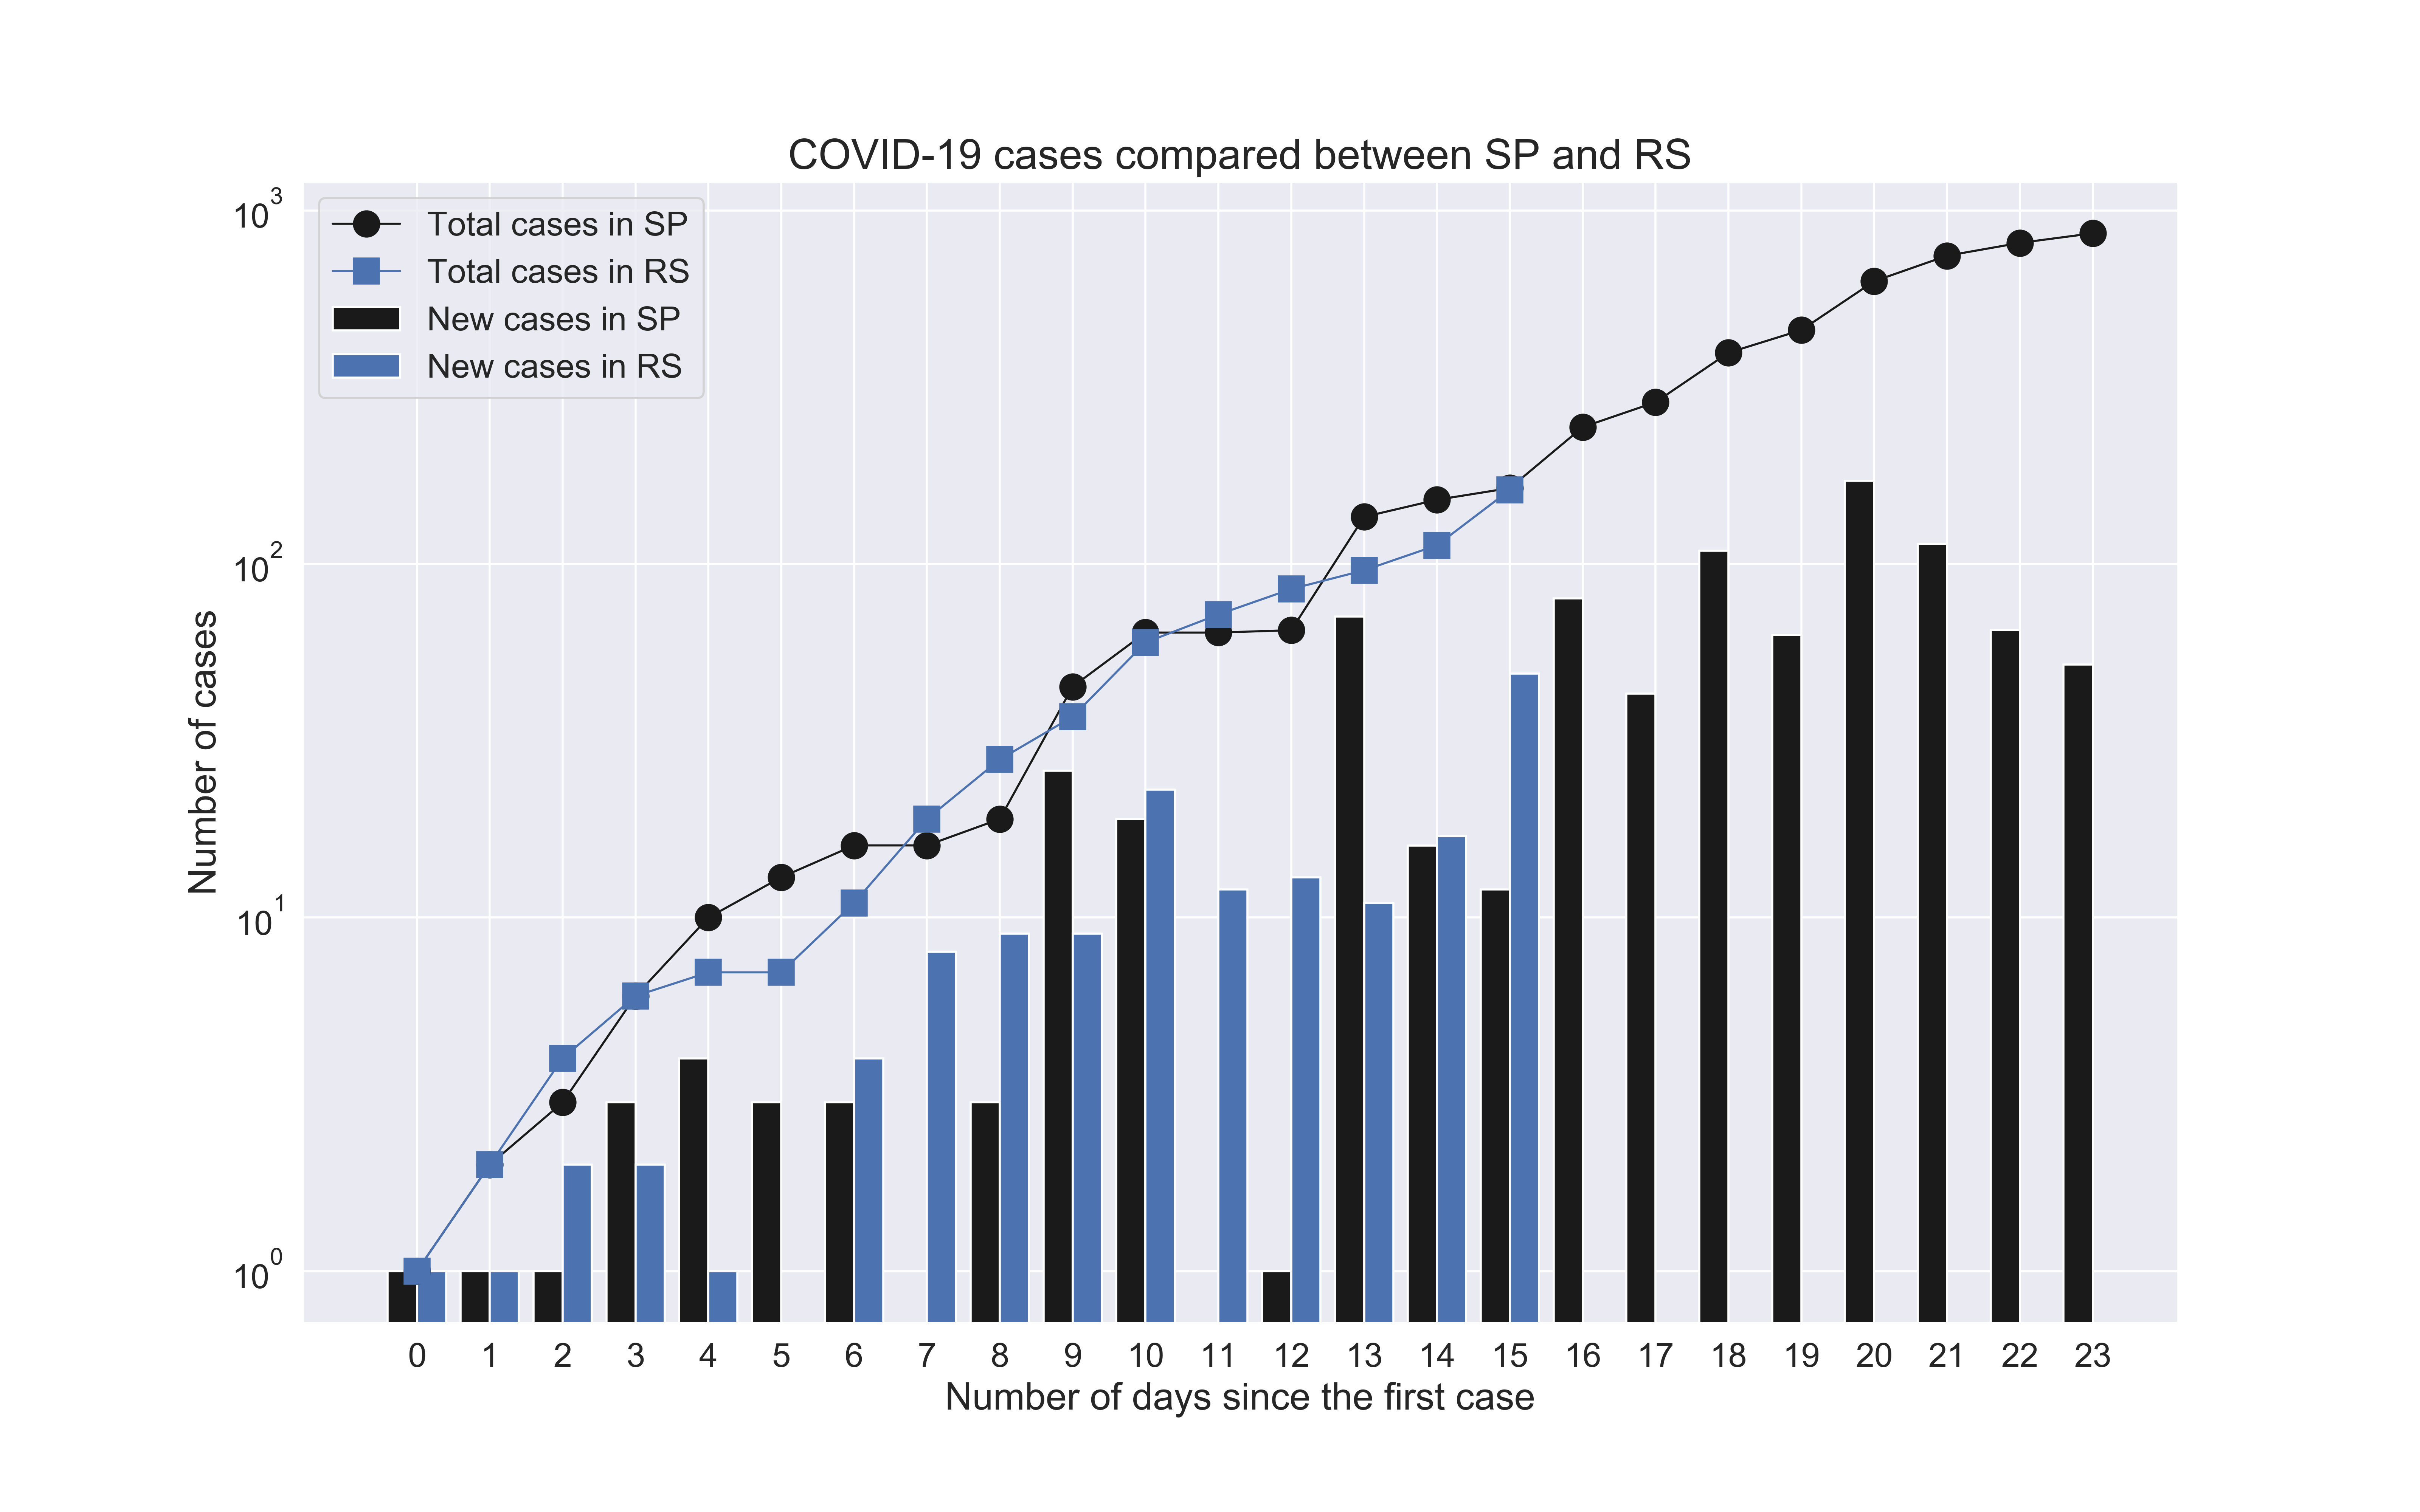 COVID-19 cases compared between SP and RS
Total cases in SP
Total cases in RS
New cases in SP
New cases in RS
Number of cases
10^3
10^2
10^1
10^0
0 1 2 3 4 5 6 7 8 9 10 11 12 13 14 15 16 17 18 19 20 21 22 23
Number of days since the first case